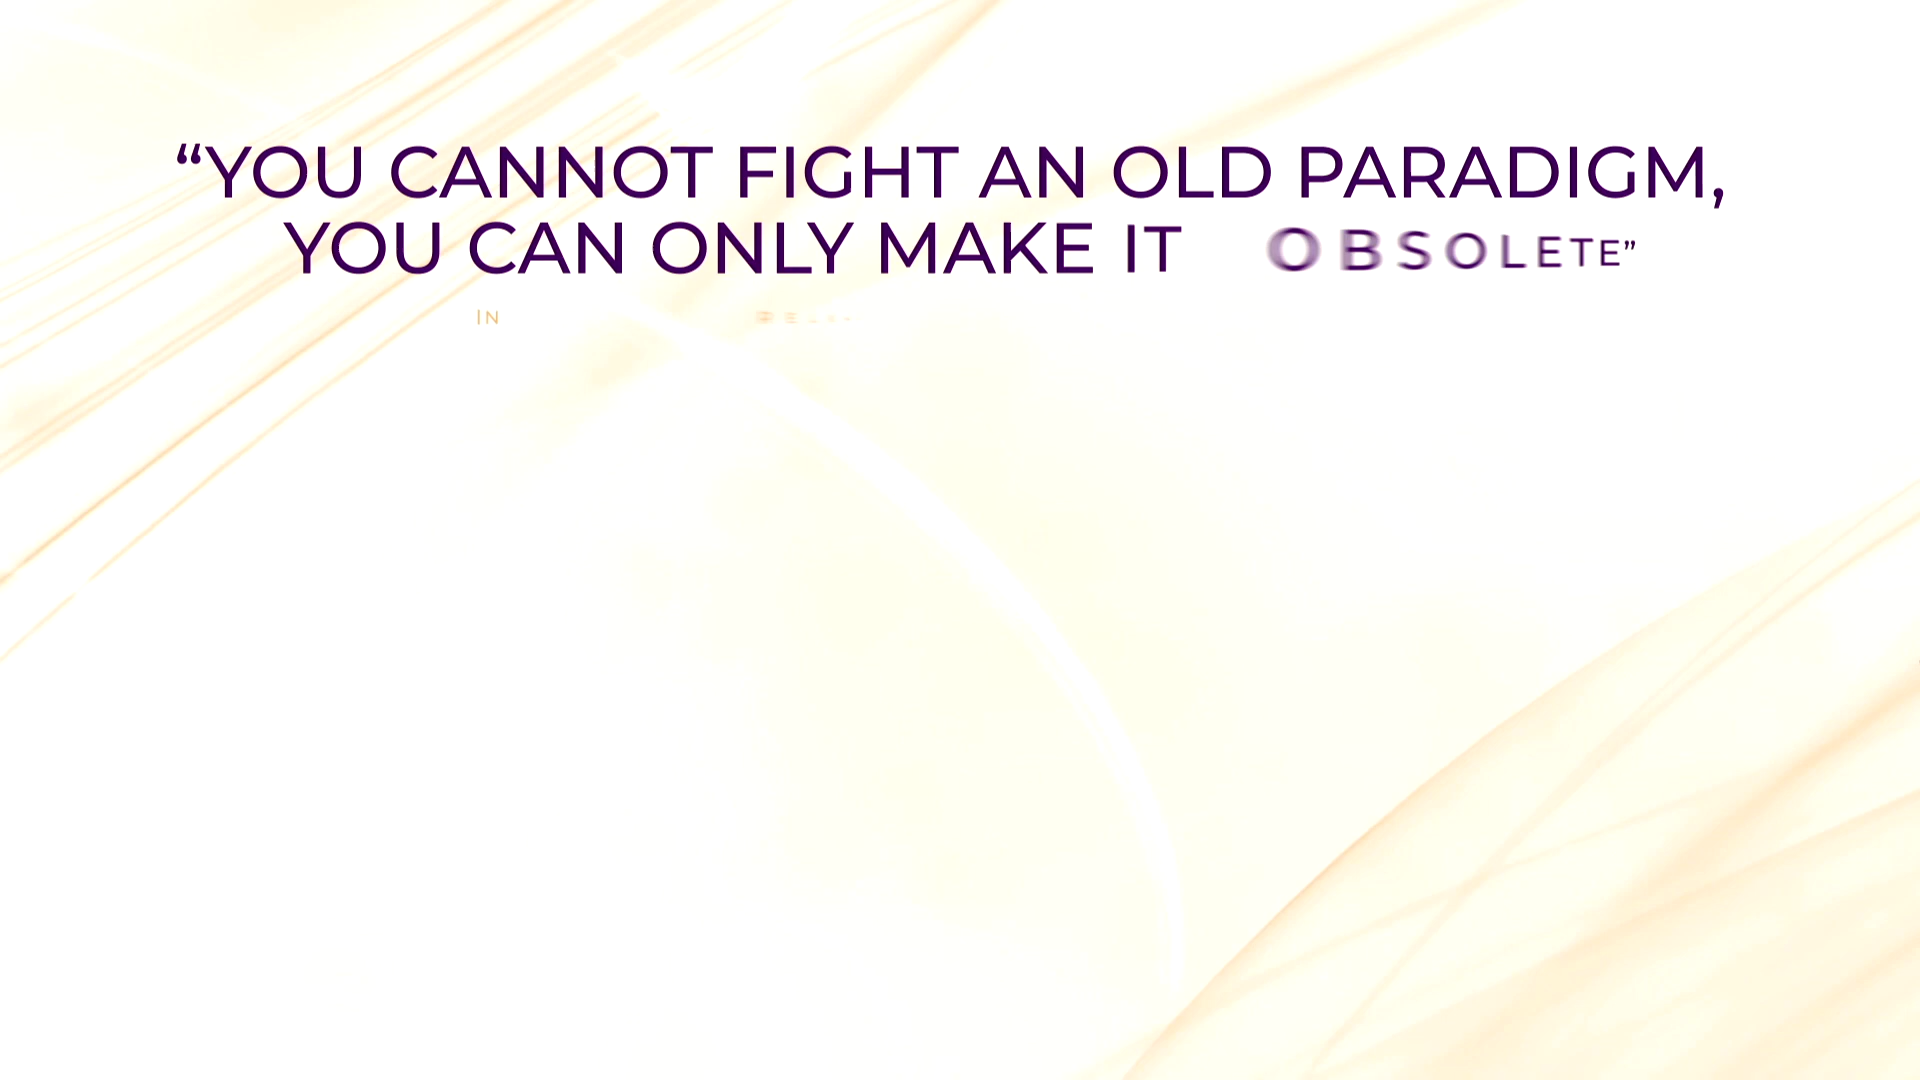 “YOU CANNOT FIGHT AN OLD PARADIGM,
YOU CAN ONLY MAKE IT OBSOLETE”
IN